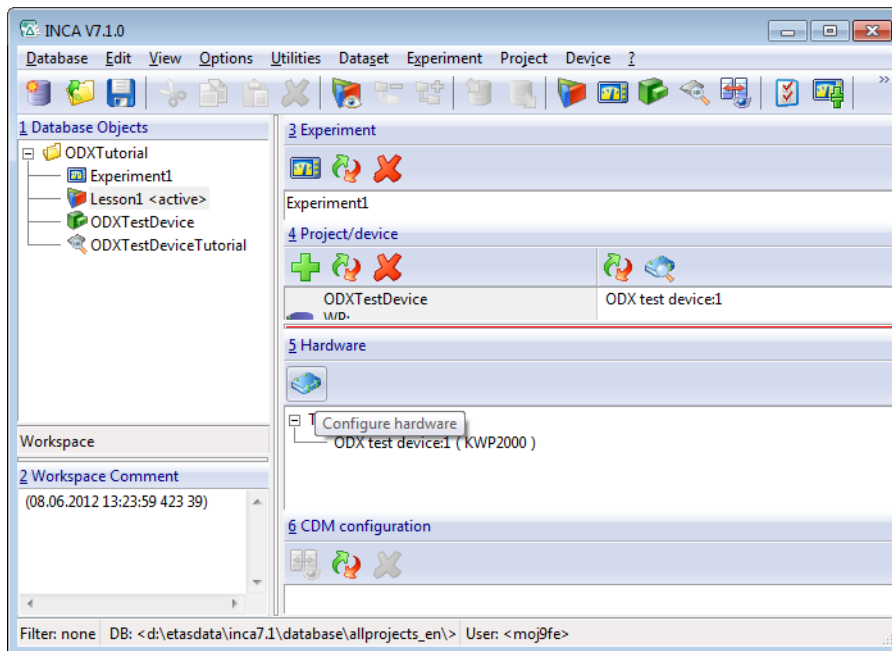 INCA V7.1.0
Database Edit View Options Utilities Dataset Experiment Project Device ?
1 Database Objects
ODXTutorial
Experiment1
Lesson1 <active>
ODXTestDevice
ODXTestDeviceTutorial
Workspace
2 Workspace Comment
(08.06.2012 13:23:59 423 39)
3 Experiment
Experiment1
4 Project/device
ODXTestDevice
ODX test device:1
WP:
5 Hardware
Configure hardware
ODX test device:1 ( KWP2000 )
6 CDM configuration
Filter: none DB: <d:\etasdata\inca7.1\database\allprojects_en\> User: <moj9fe>